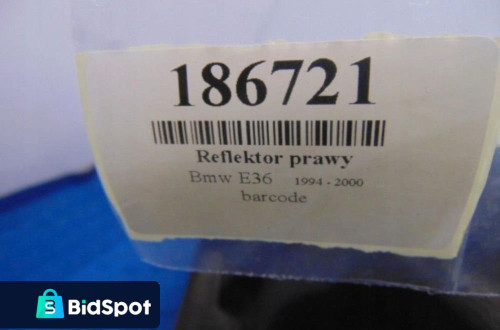 186721
Reflektor prawy
Bmw E36 1994 - 2000
barcode
BidSpot